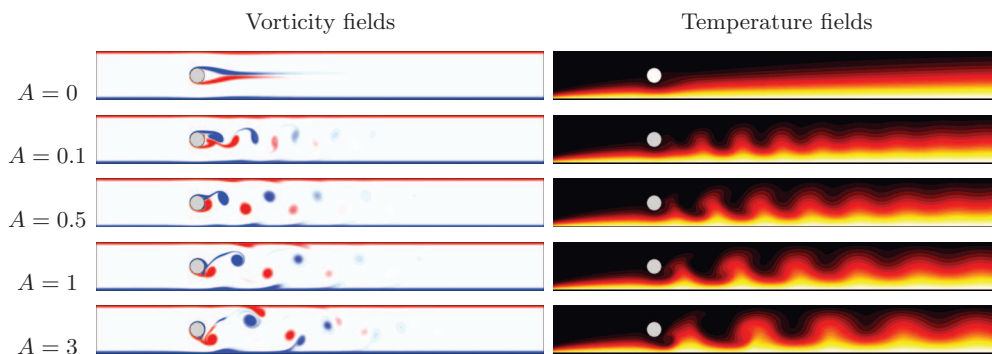 Vorticity fields Temperature fields
A = 0
A = 0.1
A = 0.5
A = 1
A = 3